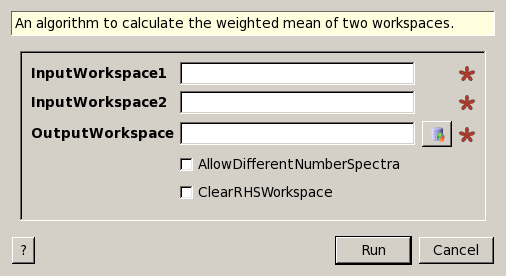 An algorithm to calculate the weighted mean of two workspaces.
InputWorkspace1
InputWorkspace2
OutputWorkspace
AllowDifferentNumberSpectra
ClearRHSWorkspace
? Run Cancel